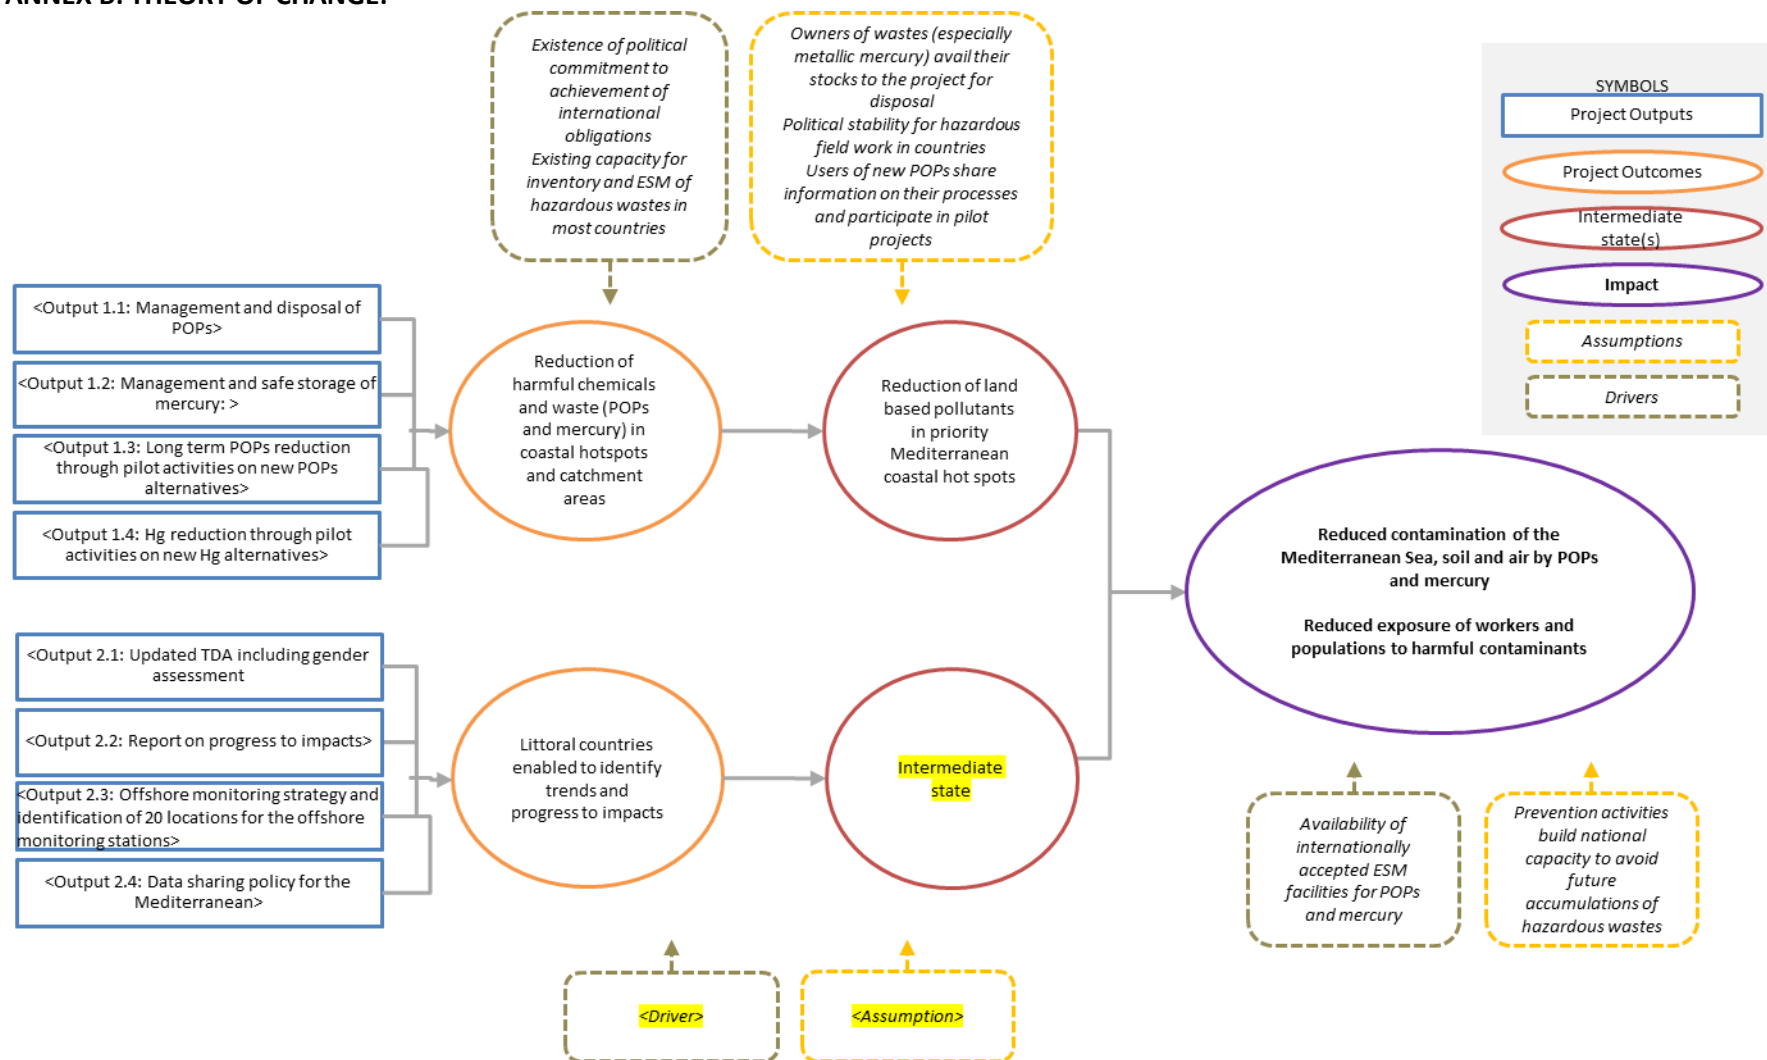 ANNEX B: THEORY OF CHANGE:
Existence of political
commitment to
achievement of
international
obligations
Existing capacity for
inventory and ESM of
hazardous wastes in
most countries
Owners of wastes (especially
metallic mercury) avail their
stocks to the project for
disposal
Political stability for hazardous
field work in countries
Users of new POPs share
information on their processes
and participate in pilot
projects
SYMBOLS
Project Outputs
Project Outcomes
Intermediate
state(s)
Impact
Assumptions
Drivers
<Output 1.1: Management and disposal of
POPs>
<Output 1.2: Management and safe storage of
mercury: >
<Output 1.3: Long term POPs reduction
through pilot activities on new POPs
alternatives>
<Output 1.4: Hg reduction through pilot
activities on new Hg alternatives>
Reduction of
harmful chemicals
and waste (POPs
and mercury) in
coastal hotspots
and catchment
areas
Reduction of land
based pollutants
in priority
Mediterranean
coastal hot spots
Reduced contamination of the
Mediterranean Sea, soil and air by POPs
and mercury
Reduced exposure of workers and
populations to harmful contaminants
<Output 2.1: Updated TDA including gender
assessment
<Output 2.2: Report on progress to impacts>
<Output 2.3: Offshore monitoring strategy and
identification of 20 locations for the offshore
monitoring stations>
<Output 2.4: Data sharing policy for the
Mediterranean>
Littoral countries
enabled to identify
trends and
progress to impacts
Intermediate
state
Availability of
internationally
accepted ESM
facilities for POPs
and mercury
Prevention activities
build national
capacity to avoid
future
accumulations of
hazardous wastes
<Driver>
<Assumption>